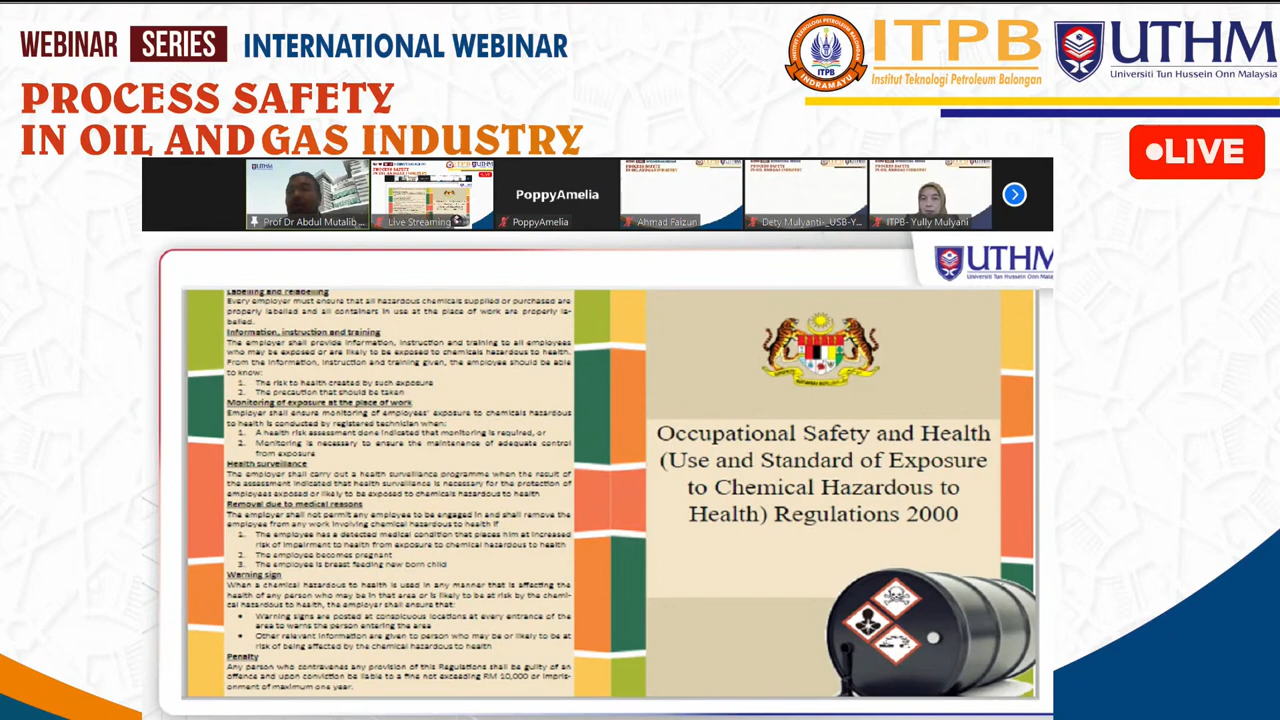 WEBINAR SERIES INTERNATIONAL WEBINAR
PROCESS SAFETY
IN OIL AND GAS INDUSTRY
ITPB
INDRAMAYU
ITPB
Institut Teknologi Petroleum Balongan
UTHM
Universiti Tun Hussein Onn Malaysia
LIVE
UTHM
Prof Dr Abdul Mutalib...
Live Streaming
PoppyAmelia
PoppyAmelia
Ahmad Faizun
Dety Mulyanti-_USB-Y...
ITPB- Yully Mulyani
UTHM
Universiti Tun Hussein Onn Malay
Labelling and relabelling
Every employer must ensure that all hazardous chemicals supplied or purchased are
properly labelled and all containers in use at the place of work are properly la-
belled.
Information, instruction and training
The employer shall provide information, instruction and training to all employees
who may be exposed or are likely to be exposed to chemicals hazardous to health.
From the information, instruction and training given, the employee should be able
to know:
1. The risk to health created by such exposure
2. The precaution that should be taken
Monitoring of exposure at the place of work
Employer shall ensure monitoring of employees' exposure to chemicals hazardous
to health is conducted by registered technician when:
1. A health risk assessment done indicated that monitoring is required, or
2. Monitoring is necessary to ensure the maintenance of adequate control
from exposure
Health surveillance
The employer shall carry out a health surveillance programme when the result of
the assessment indicated that health surveillance is necessary for the protection of
employees exposed or likely to be exposed to chemicals hazardous to health
Removal due to medical reasons
The employer shall not permit any employee to be engaged in and shall remove the
employee from any work involving chemical hazardous to health if
1. The employee has a detected medical condition that places him at increased
risk of impairment to health from exposure to chemical hazardous to health
2. The employee becomes pregnant
3. The employee is breast feeding new born child
Warning sign
When a chemical hazardous to health is used in any manner that is affecting the
health of any person who may be in that area or is likely to be at risk by the chemi-
cal hazardous to health, the employer shall ensure that:
• Warning signs are posted at conspicuous locations at every entrance of the
area to warns the person entering the area
• Other relevant information are given to person who may be or likely to be at
risk of being affected by the chemical hazardous to health
Penalty
Any person who contravenes any provision of this Regulations shall be guilty of an
offence and upon conviction be liable to a fine not exceeding RM 10,000 or impris-
onment of maximum one year.
Occupational Safety and Health
(Use and Standard of Exposure
to Chemical Hazardous to
Health) Regulations 2000